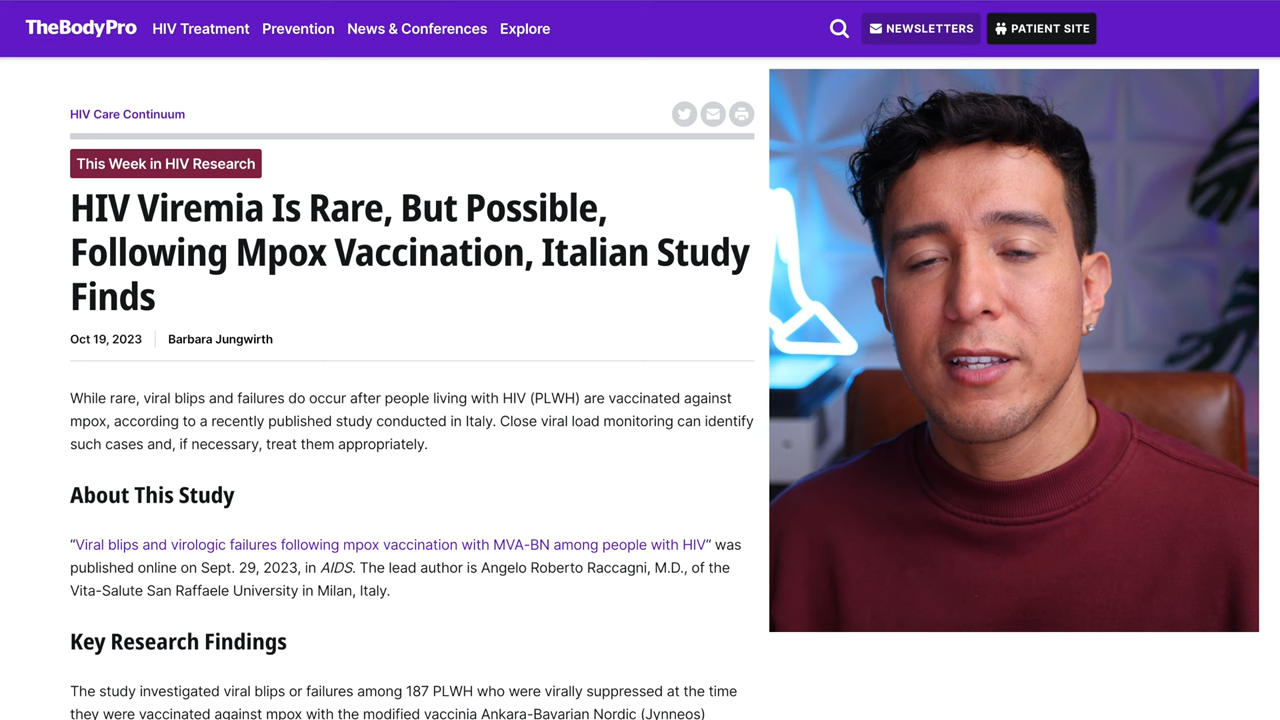 TheBodyPro HIV Treatment Prevention News & Conferences Explore NEWSLETTERS PATIENT SITE
HIV Care Continuum
This Week in HIV Research
HIV Viremia Is Rare, But Possible,
Following Mpox Vaccination, Italian Study
Finds
Oct 19, 2023 Barbara Jungwirth
While rare, viral blips and failures do occur after people living with HIV (PLWH) are vaccinated against
mpox, according to a recently published study conducted in Italy. Close viral load monitoring can identify
such cases and, if necessary, treat them appropriately.
About This Study
“Viral blips and virologic failures following mpox vaccination with MVA-BN among people with HIV“ was
published online on Sept. 29, 2023, in AIDS. The lead author is Angelo Roberto Raccagni, M.D., of the
Vita-Salute San Raffaele University in Milan, Italy.
Key Research Findings
The study investigated viral blips or failures among 187 PLWH who were virally suppressed at the time
they were vaccinated against mpox with the modified vaccinia Ankara-Bavarian Nordic (Jynneos)